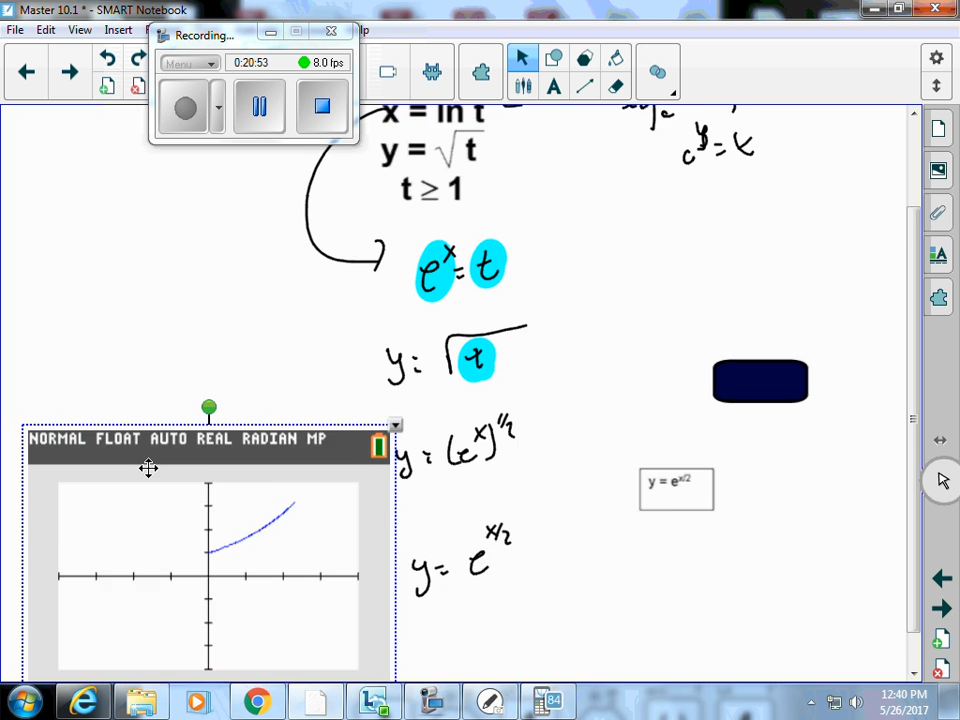 Master 10.1 * - SMART Notebook
File Edit View Insert
Recording...
Menu
0:20:53
8.0 fps
x = ln t
y = √t
t ≥ 1
e^y = t
e^x = t
y = √t
y = (e^x)^1/2
y = e^x/2
y = e^x/2
NORMAL FLOAT AUTO REAL RADIAN MP
84
12:40 PM
5/26/2017